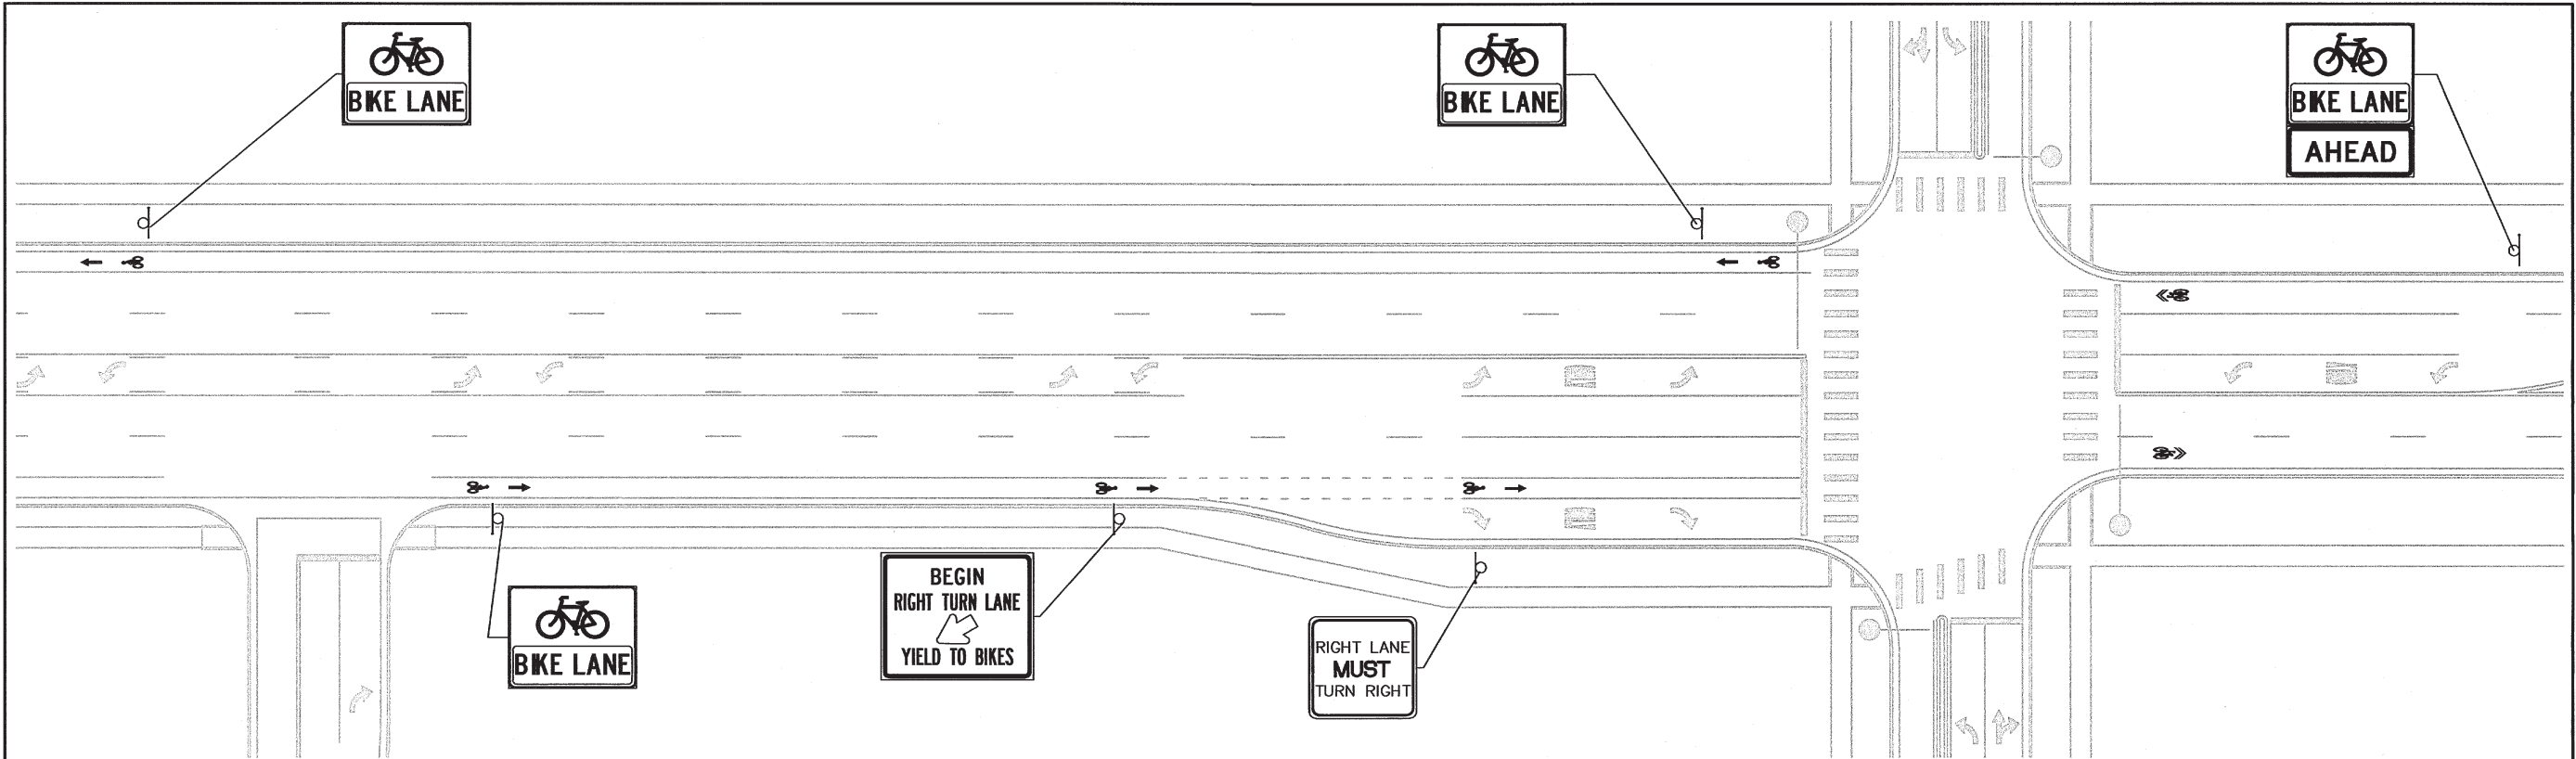 BIKE LANE
BIKE LANE
BIKE LANE
AHEAD
BEGIN
RIGHT TURN LANE
YIELD TO BIKES
BIKE LANE
RIGHT LANE
MUST
TURN RIGHT